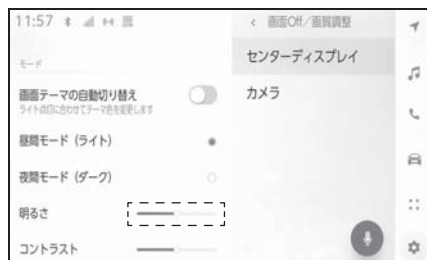 11:57
モード
画面テーマの自動切り替え
ライト点灯に合わせてテーマ色を変更します
昼間モード（ライト）
夜間モード（ダーク）
明るさ
コントラスト
＜ 画面Off／画質調整
センターディスプレイ
カメラ